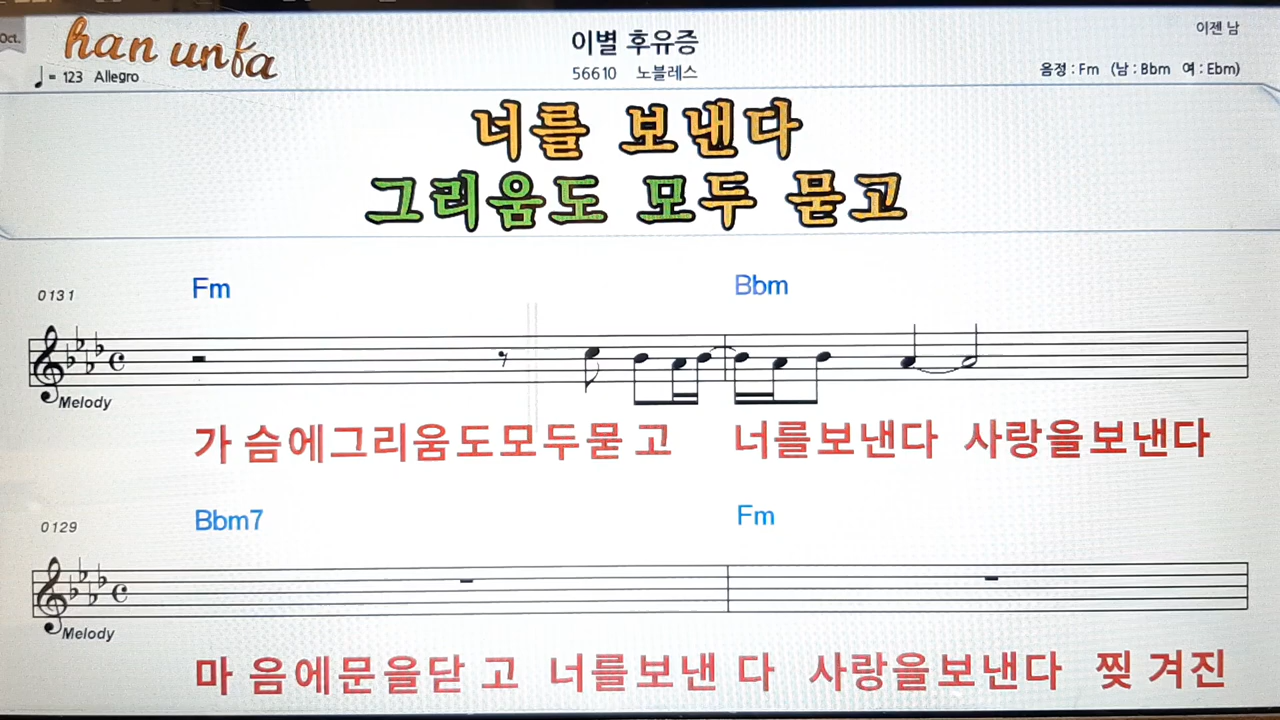 Oct.
han unfa
이별 후유증
이젠 남
♩ = 123 Allegro
56610 노블레스
음정 : Fm (남 : Bbm 여 : Ebm)
너를 보낸다
그리움도 모두 묻고
0131
Fm
Bbm
Melody
가 슴에그리움도모두묻 고 너를보낸다 사랑을보낸다
0129
Bbm7
Fm
Melody
마 음에문을닫 고 너를보낸 다 사랑을보낸다 찢 겨진